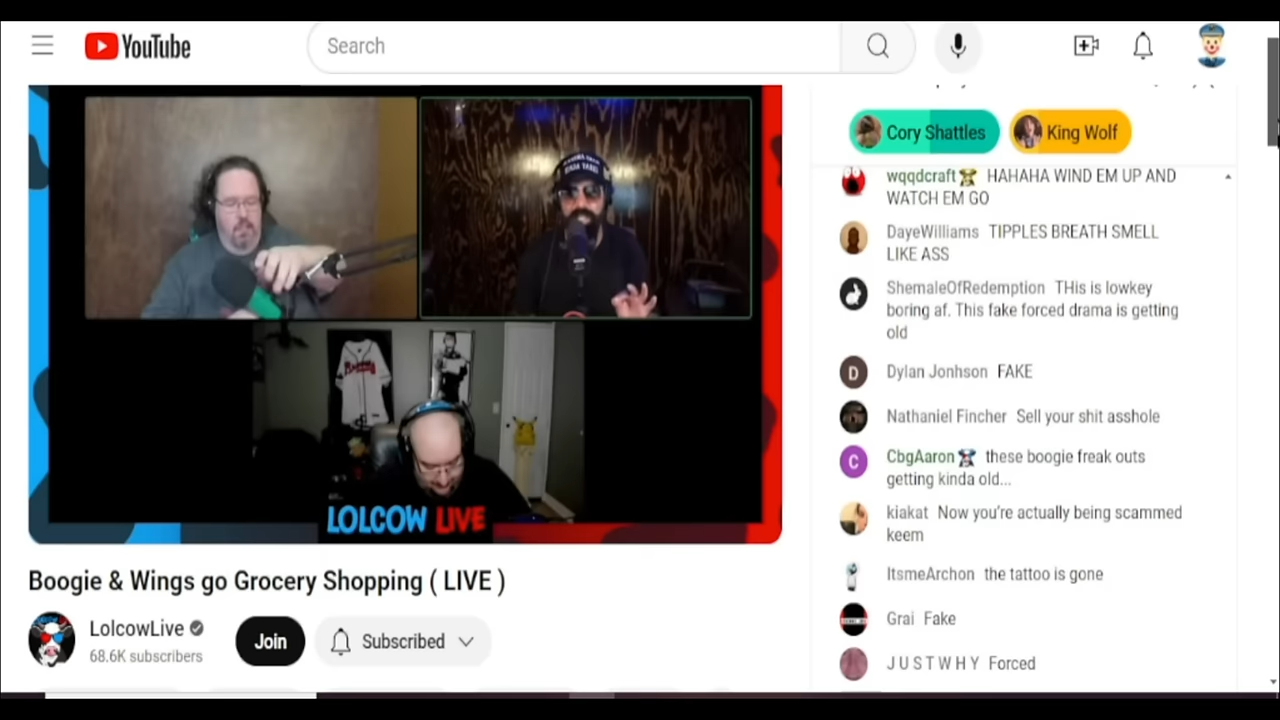 YouTube
Search
Cory Shattles
King Wolf
wqqdcraft HAHAHA WIND EM UP AND
WATCH EM GO
DayeWilliams TIPPLES BREATH SMELL
LIKE ASS
ShemaleOfRedemption THis is lowkey
boring af. This fake forced drama is getting
old
D Dylan Jonhson FAKE
Nathaniel Fincher Sell your shit asshole
C CbgAaron these boogie freak outs
getting kinda old...
kiakat Now you're actually being scammed
keem
ItsmeArchon the tattoo is gone
Grai Fake
J U S T W H Y Forced
LOLCOW LIVE
Boogie & Wings go Grocery Shopping ( LIVE )
LolcowLive
68.6K subscribers
Join
Subscribed